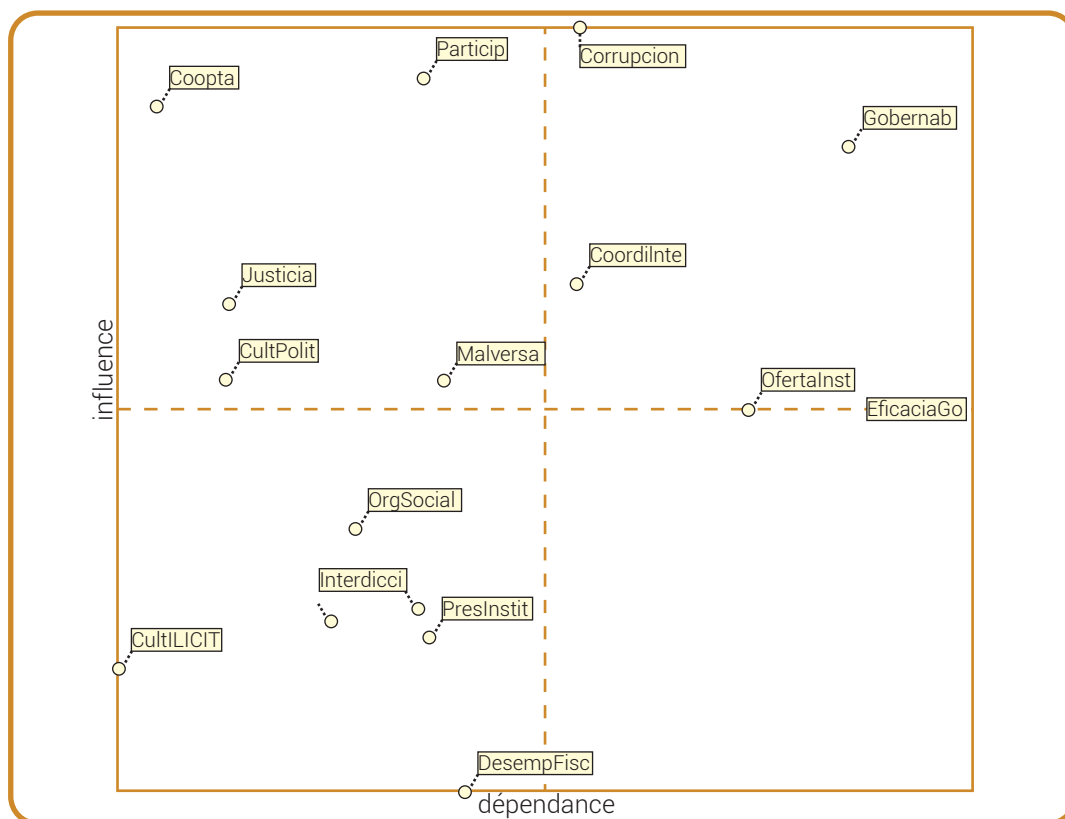 Particip
Corrupcion
Coopta
Gobernab
CoordiInte
Justicia
CultPolit
Malversa
OfertaInst
EficaciaGo
influence
OrgSocial
Interdicci
PresInstit
CultILICIT
DesempFisc
dépendance